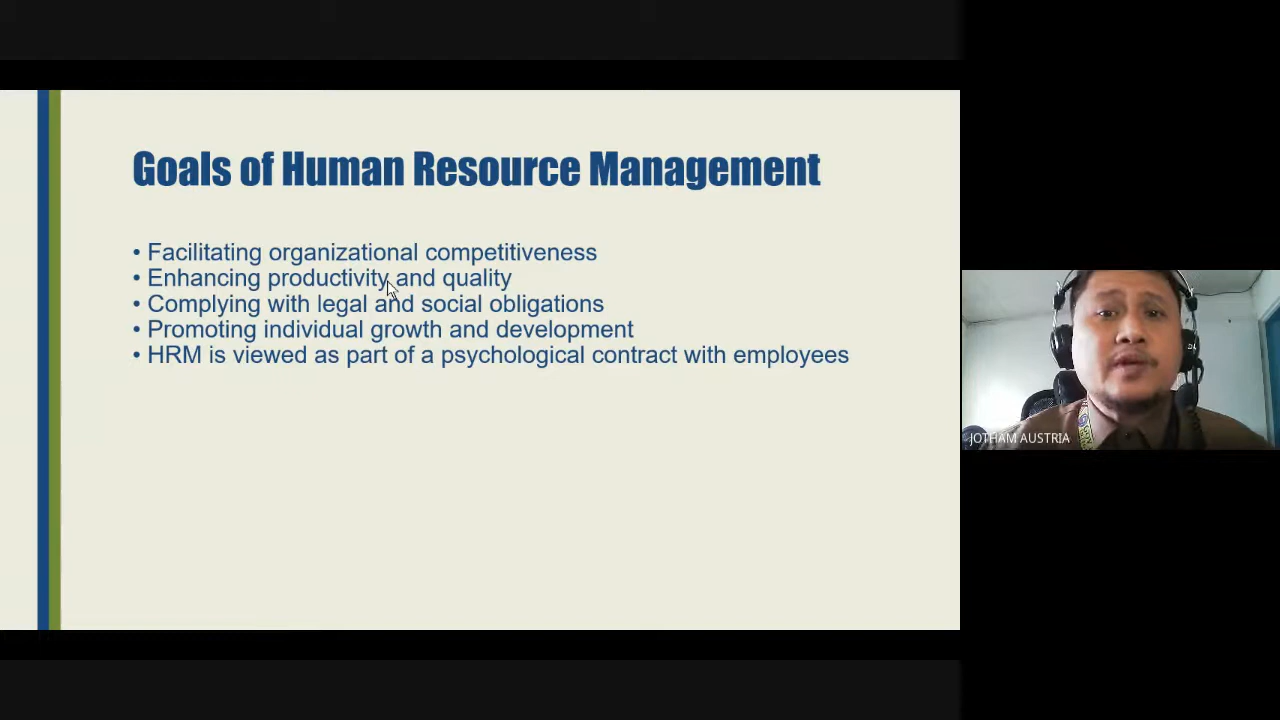 Goals of Human Resource Management
• Facilitating organizational competitiveness
• Enhancing productivity and quality
• Complying with legal and social obligations
• Promoting individual growth and development
• HRM is viewed as part of a psychological contract with employees
JOTHAM AUSTRIA